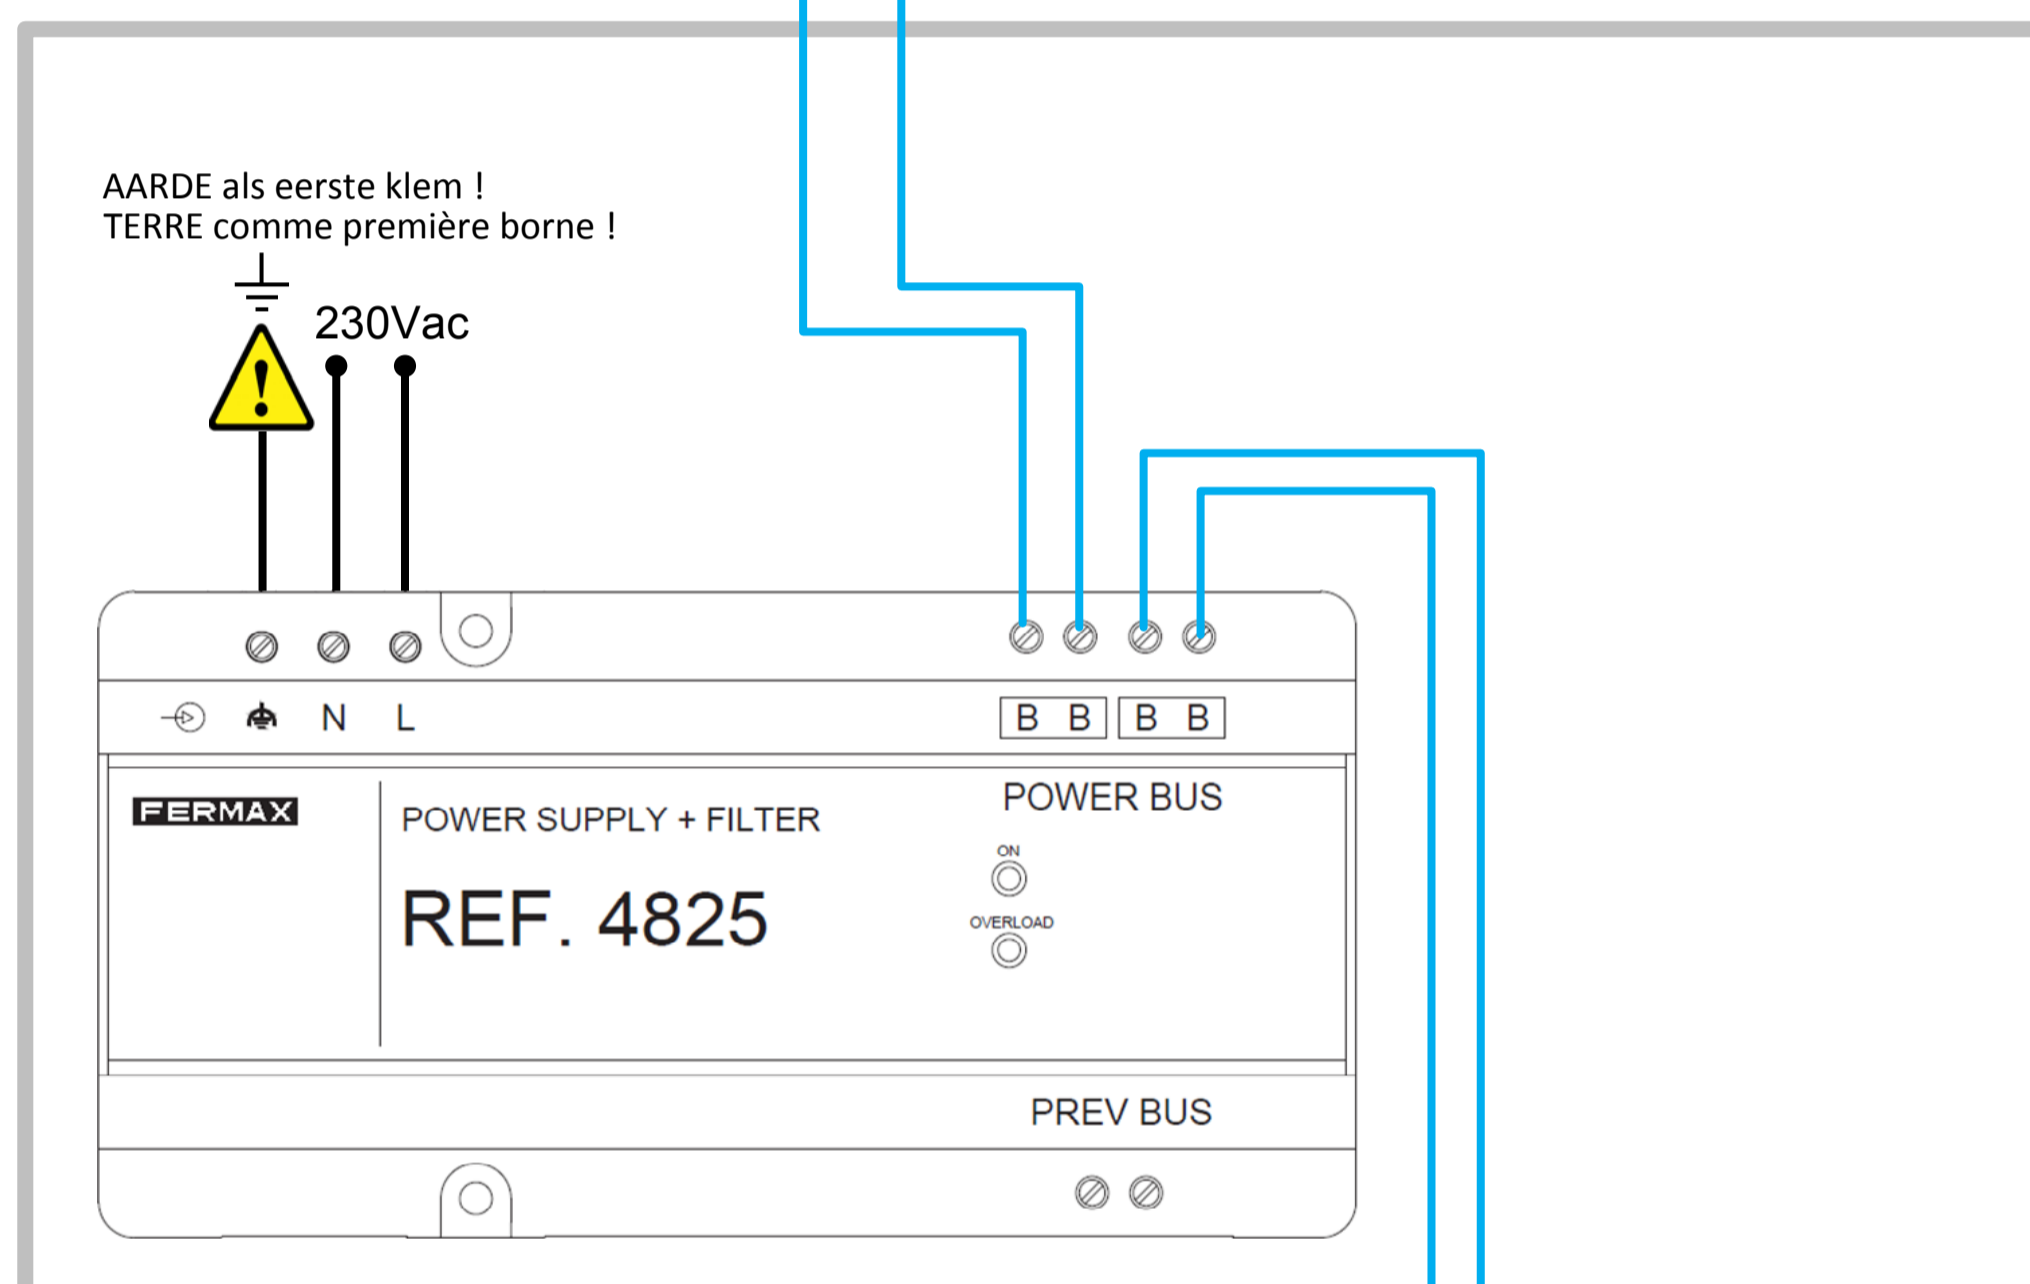 AARDE als eerste klem !
TERRE comme première borne !
230Vac
N L
B B B B
FERMAX
POWER SUPPLY + FILTER
REF. 4825
POWER BUS
ON
OVERLOAD
PREV BUS